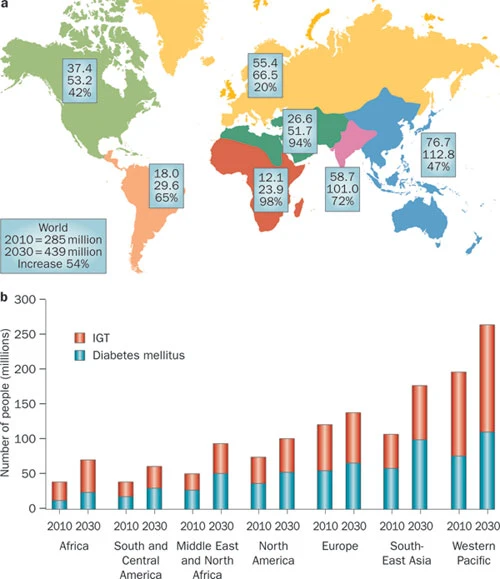 a
37.4
53.2
42%
55.4
66.5
20%
26.6
51.7
94%
76.7
112.8
47%
18.0
29.6
65%
12.1
23.9
98%
58.7
101.0
72%
World
2010=285 million
2030=439 million
Increase 54%
b
Number of people (millions)
300
250
200
150
100
50
0
IGT
Diabetes mellitus
2010 2030 2010 2030 2010 2030 2010 2030 2010 2030 2010 2030 2010 2030
Africa
South and
Central
America
Middle East
and North
Africa
North
America
Europe
South-
East Asia
Western
Pacific